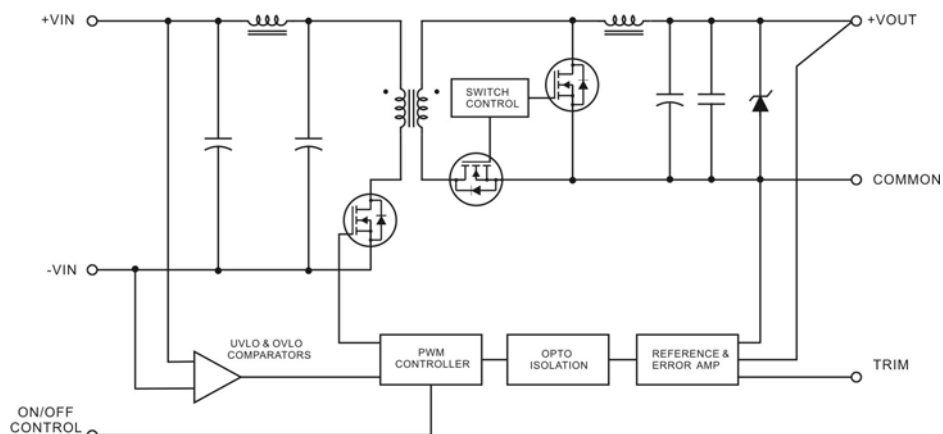 +VIN
+VOUT
SWITCH
CONTROL
COMMON
-VIN
UVLO & OVLO
COMPARATORS
PWM
CONTROLLER
OPTO
ISOLATION
REFERENCE &
ERROR AMP
TRIM
ON/OFF
CONTROL